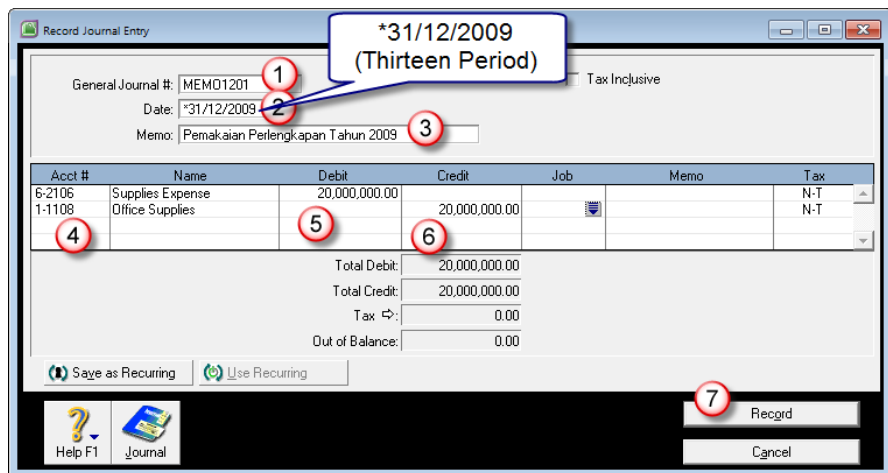 Record Journal Entry
*31/12/2009
(Thirteen Period)
General Journal #: MEMO1201
1
Tax Inclusive
Date: *31/12/2009
2
Memo: Pemakaian Perlengkapan Tahun 2009
3
Acct # Name Debit Credit Job Memo Tax
6-2106 Supplies Expense 20,000,000.00 N-T
1-1108 Office Supplies 20,000,000.00 N-T
4 5 6
Total Debit: 20,000,000.00
Total Credit: 20,000,000.00
Tax ⇨: 0.00
Out of Balance: 0.00
Save as Recurring Use Recurring
7
Record
Help F1 Journal Cancel